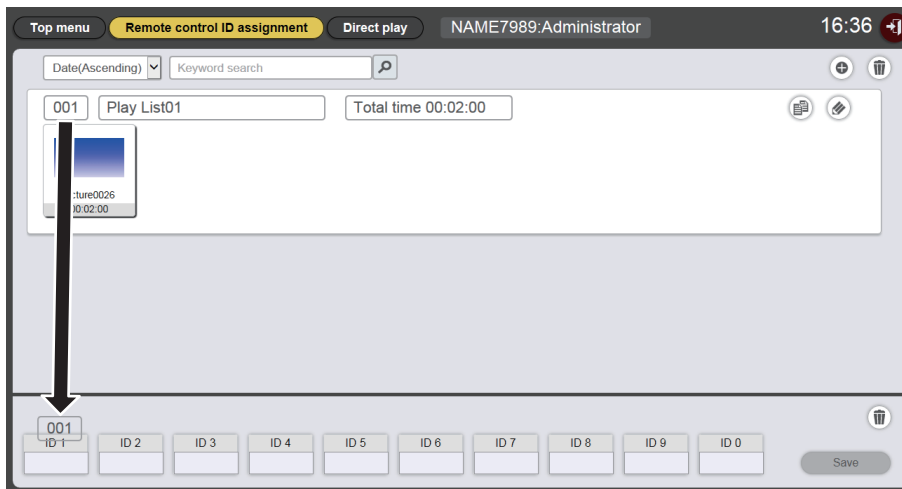 Top menu Remote control ID assignment Direct play NAME7989:Administrator 16:36
Date(Ascending) Keyword search
001 Play List01 Total time 00:02:00
cture0026
00:02:00
001
ID 1 ID 2 ID 3 ID 4 ID 5 ID 6 ID 7 ID 8 ID 9 ID 0
Save